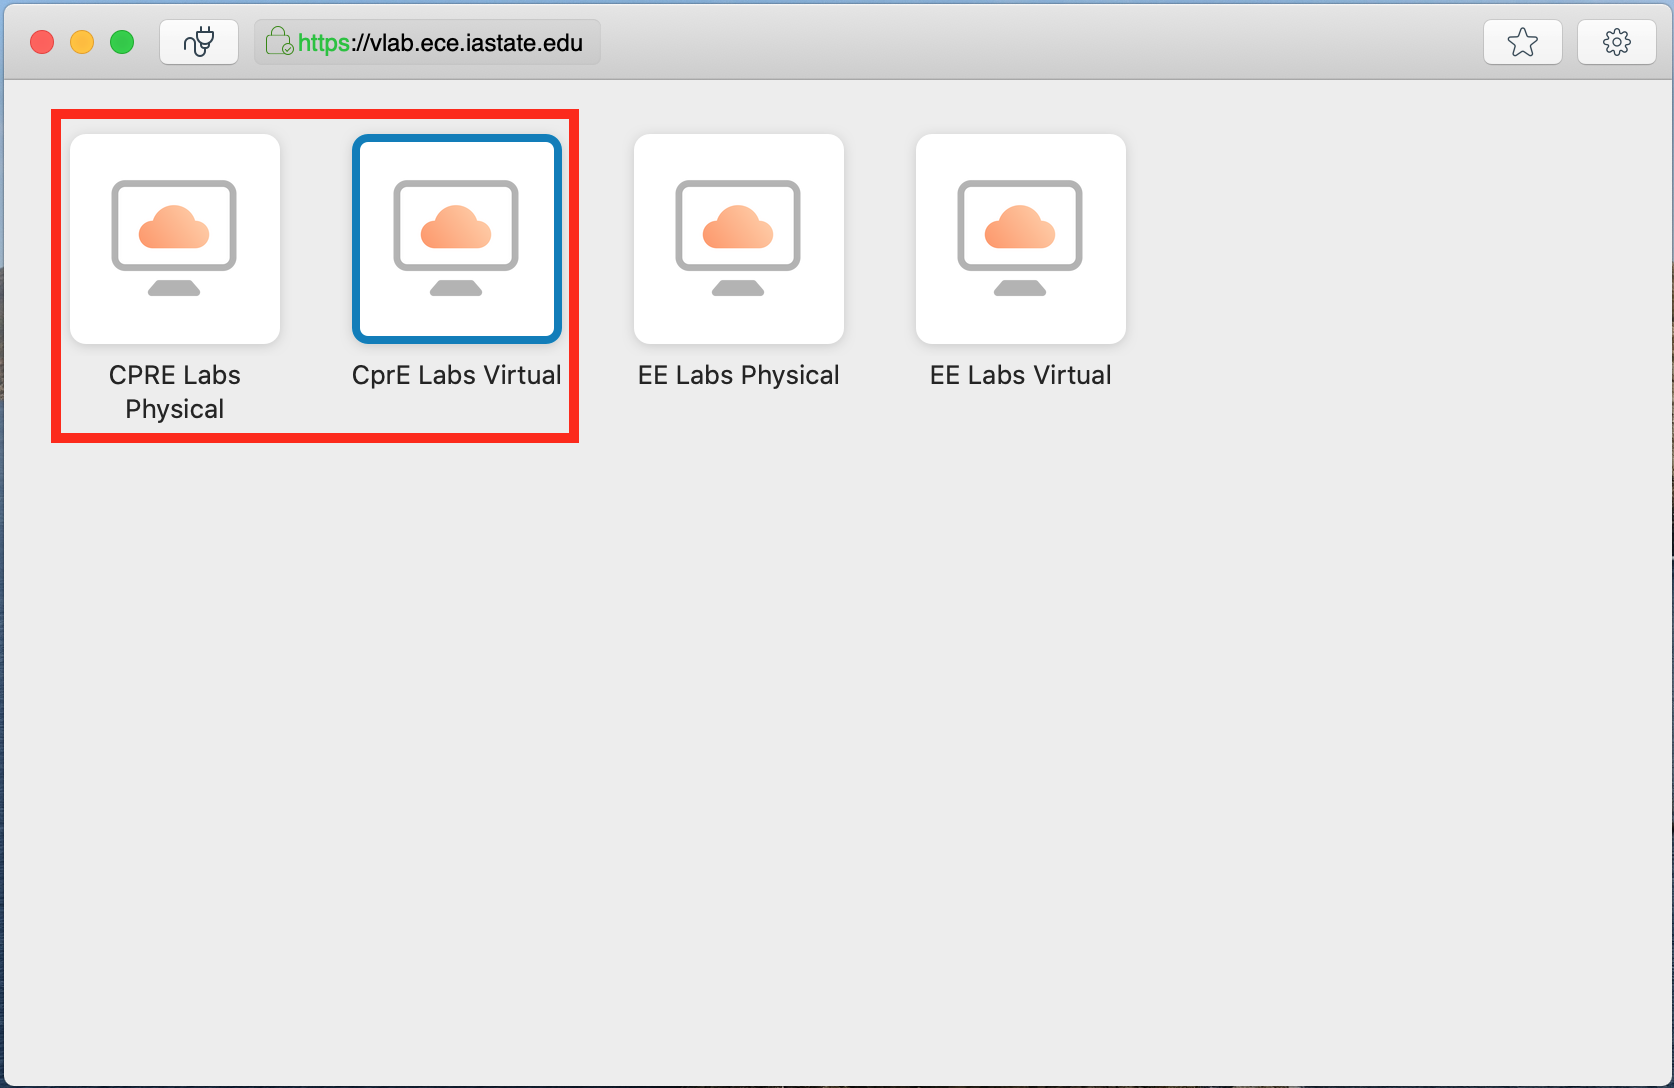 https://vlab.ece.iastate.edu
CPRE Labs
Physical
CprE Labs Virtual
EE Labs Physical
EE Labs Virtual